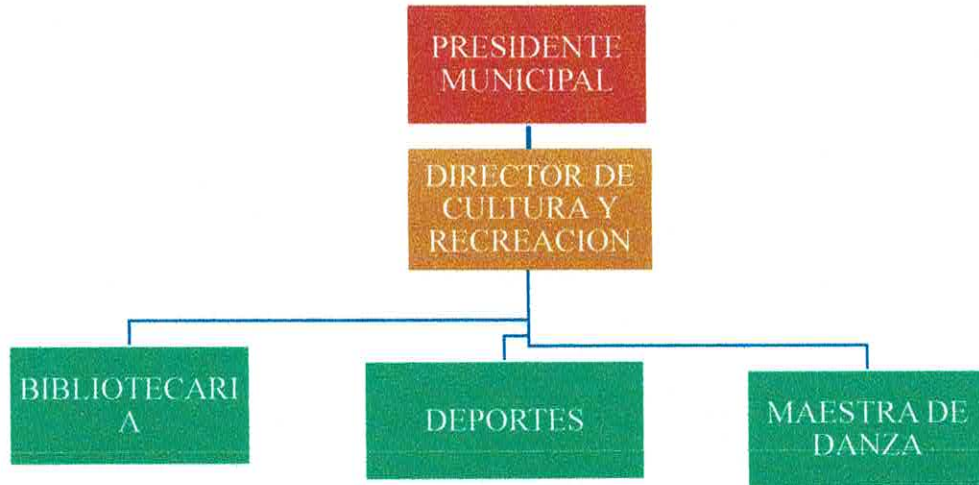 PRESIDENTE
MUNICIPAL
DIRECTOR DE
CULTURA Y
RECREACION
BIBLIOTECARI
A
DEPORTES
MAESTRA DE
DANZA